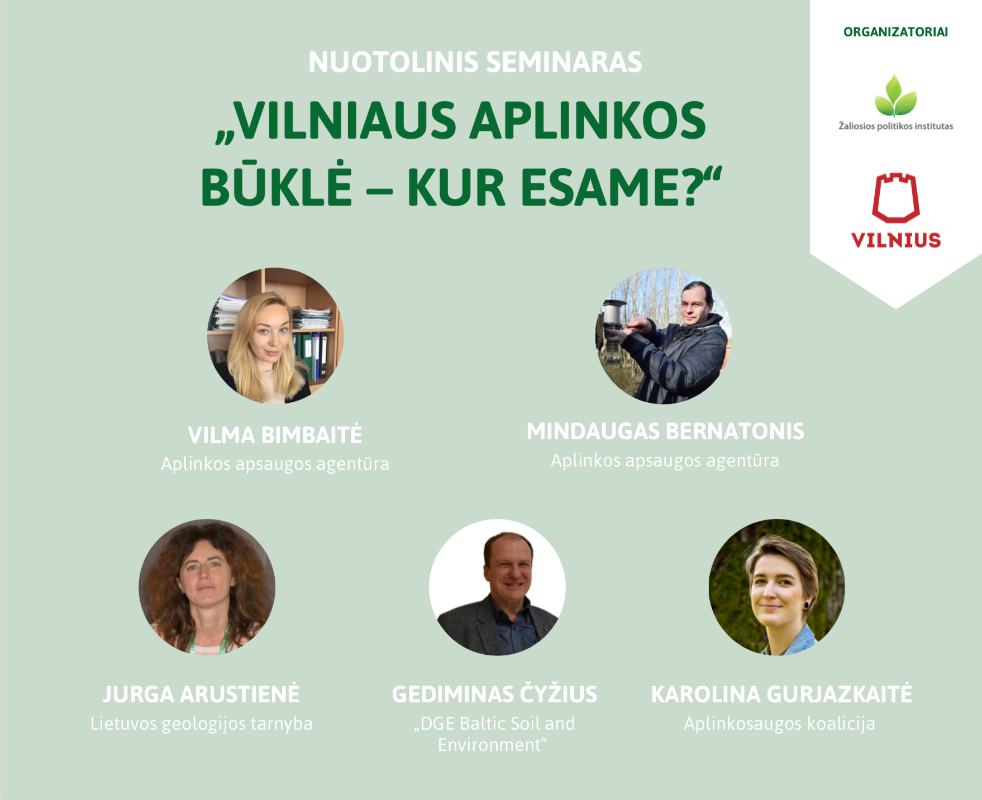 ORGANIZATORIAI
Žaliosios politikos institutas
VILNIUS
NUOTOLINIS SEMINARAS
„VILNIAUS APLINKOS
BŪKLĖ – KUR ESAME?“
VILMA BIMBAITĖ
Aplinkos apsaugos agentūra
MINDAUGAS BERNATONIS
Aplinkos apsaugos agentūra
JURGA ARUSTIENĖ
Lietuvos geologijos tarnyba
GEDIMINAS ČYŽIUS
„DGE Baltic Soil and
Environment“
KAROLINA GURJAZKAITĖ
Aplinkosaugos koalicija